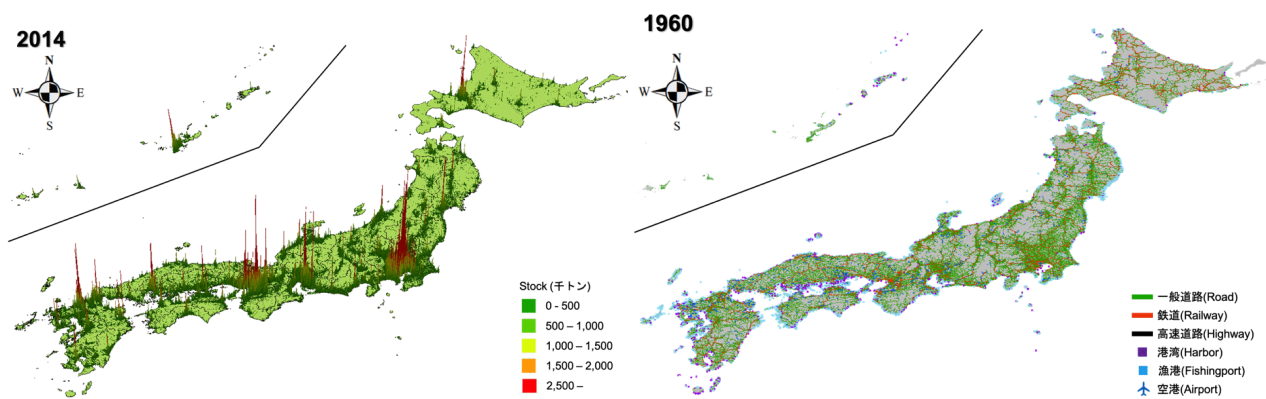 2014
N
W
E
S
Stock (千トン)
0 - 500
500 – 1,000
1,000 – 1,500
1,500 – 2,000
2,500 –
1960
N
W
E
S
一般道路(Road)
鉄道(Railway)
高速道路(Highway)
港湾(Harbor)
漁港(Fishingport)
空港(Airport)